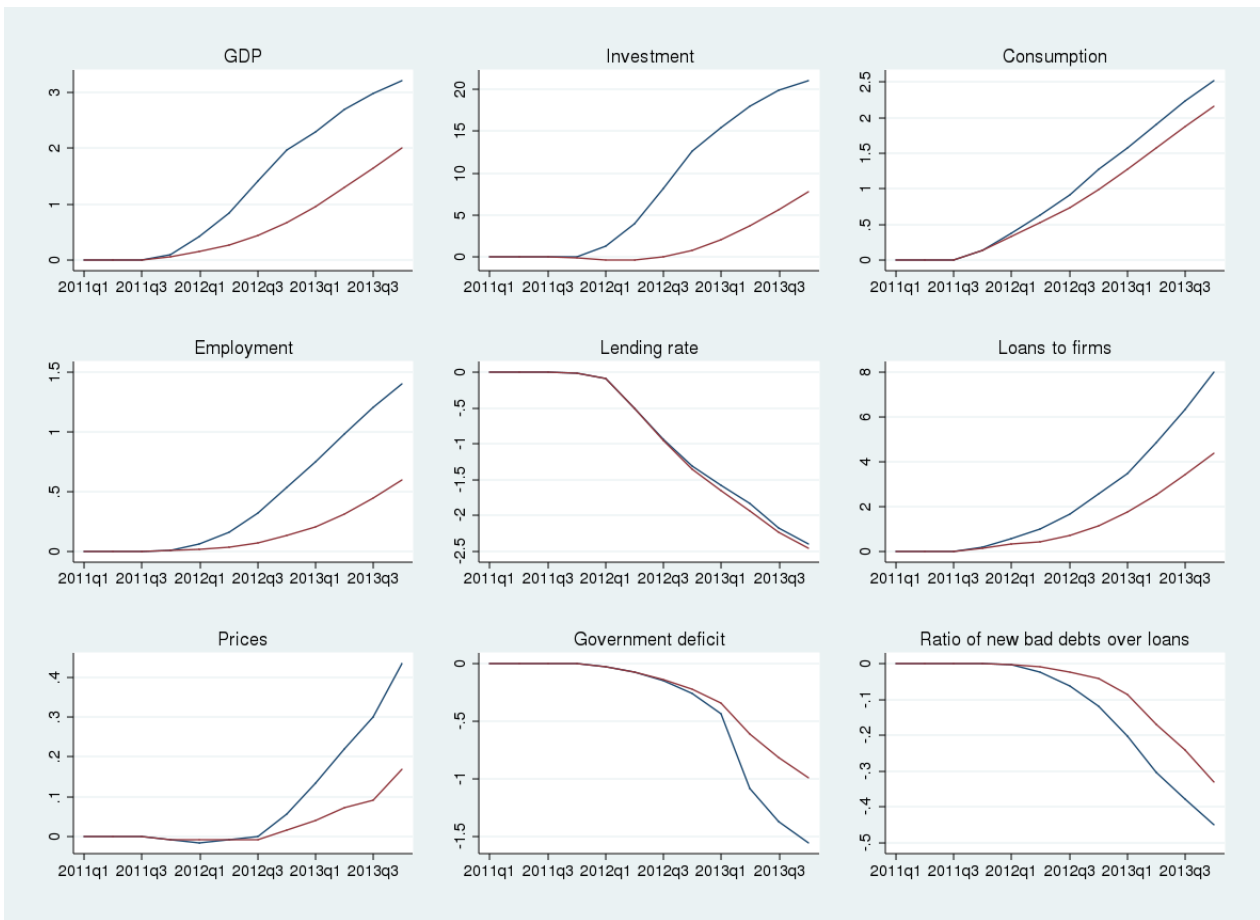 GDP
3
2
1
0
2011q1 2011q3 2012q1 2012q3 2013q1 2013q3
Investment
20
15
10
5
0
2011q1 2011q3 2012q1 2012q3 2013q1 2013q3
Consumption
2.5
2
1.5
1
.5
0
2011q1 2011q3 2012q1 2012q3 2013q1 2013q3
Employment
1.5
1
.5
0
2011q1 2011q3 2012q1 2012q3 2013q1 2013q3
Lending rate
0
-.5
-1
-1.5
-2
-2.5
2011q1 2011q3 2012q1 2012q3 2013q1 2013q3
Loans to firms
8
6
4
2
0
2011q1 2011q3 2012q1 2012q3 2013q1 2013q3
Prices
.4
.3
.2
.1
0
2011q1 2011q3 2012q1 2012q3 2013q1 2013q3
Government deficit
0
-.5
-1
-1.5
2011q1 2011q3 2012q1 2012q3 2013q1 2013q3
Ratio of new bad debts over loans
0
-.1
-.2
-.3
-.4
-.5
2011q1 2011q3 2012q1 2012q3 2013q1 2013q3